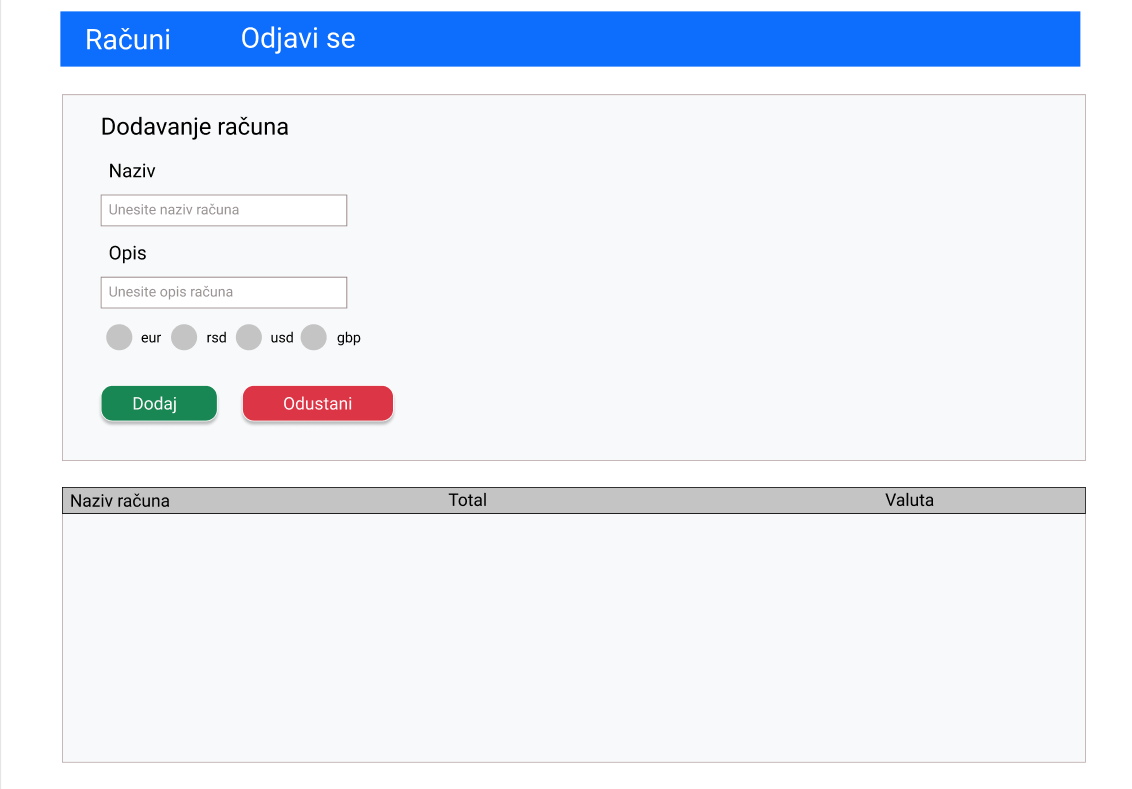 Računi Odjavi se
Dodavanje računa
Naziv
Unesite naziv računa
Opis
Unesite opis računa
eur rsd usd gbp
Dodaj Odustani
Naziv računa Total Valuta